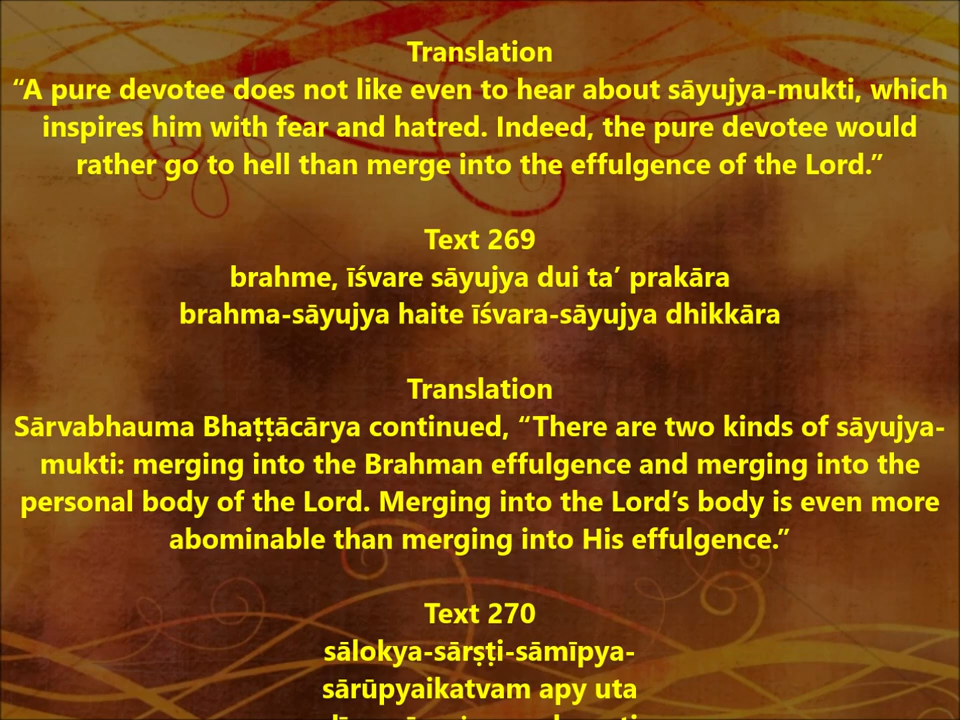 Translation
“A pure devotee does not like even to hear about sāyujya-mukti, which
inspires him with fear and hatred. Indeed, the pure devotee would
rather go to hell than merge into the effulgence of the Lord.”
Text 269
brahme, īśvare sāyujya dui ta’ prakāra
brahma-sāyujya haite īśvara-sāyujya dhikkāra
Translation
Sārvabhauma Bhaṭṭācārya continued, “There are two kinds of sāyujya-
mukti: merging into the Brahman effulgence and merging into the
personal body of the Lord. Merging into the Lord’s body is even more
abominable than merging into His effulgence.”
Text 270
sālokya-sārṣṭi-sāmīpya-
sārūpyaikatvam apy uta